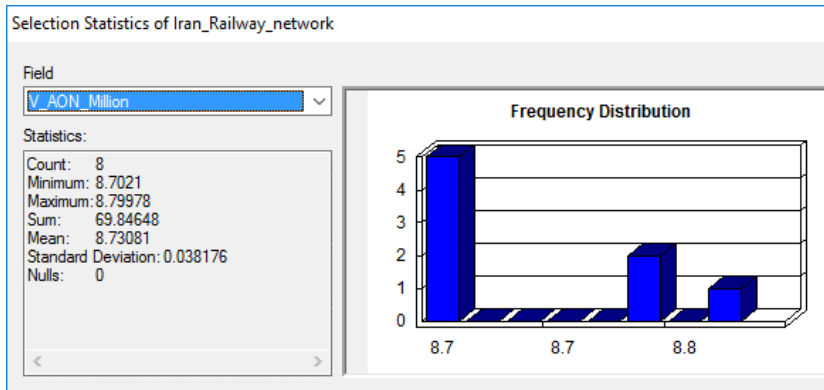 Selection Statistics of Iran_Railway_network
Field
V_AON_Million
Statistics:
Count: 8
Minimum: 8.7021
Maximum: 8.79978
Sum: 69.84648
Mean: 8.73081
Standard Deviation: 0.038176
Nulls: 0
Frequency Distribution
5
4
3
2
1
0
8.7 8.7 8.8